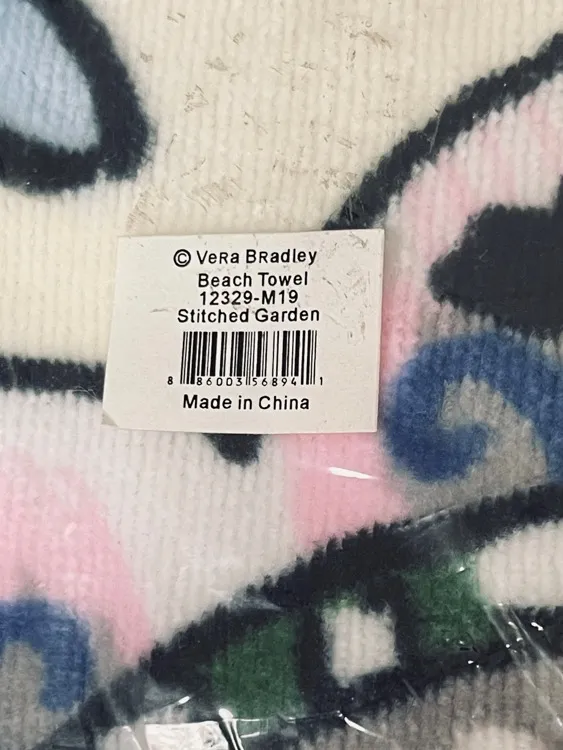 © Vera Bradley
Beach Towel
12329-M19
Stitched Garden
8 86003 56894 1
Made in China